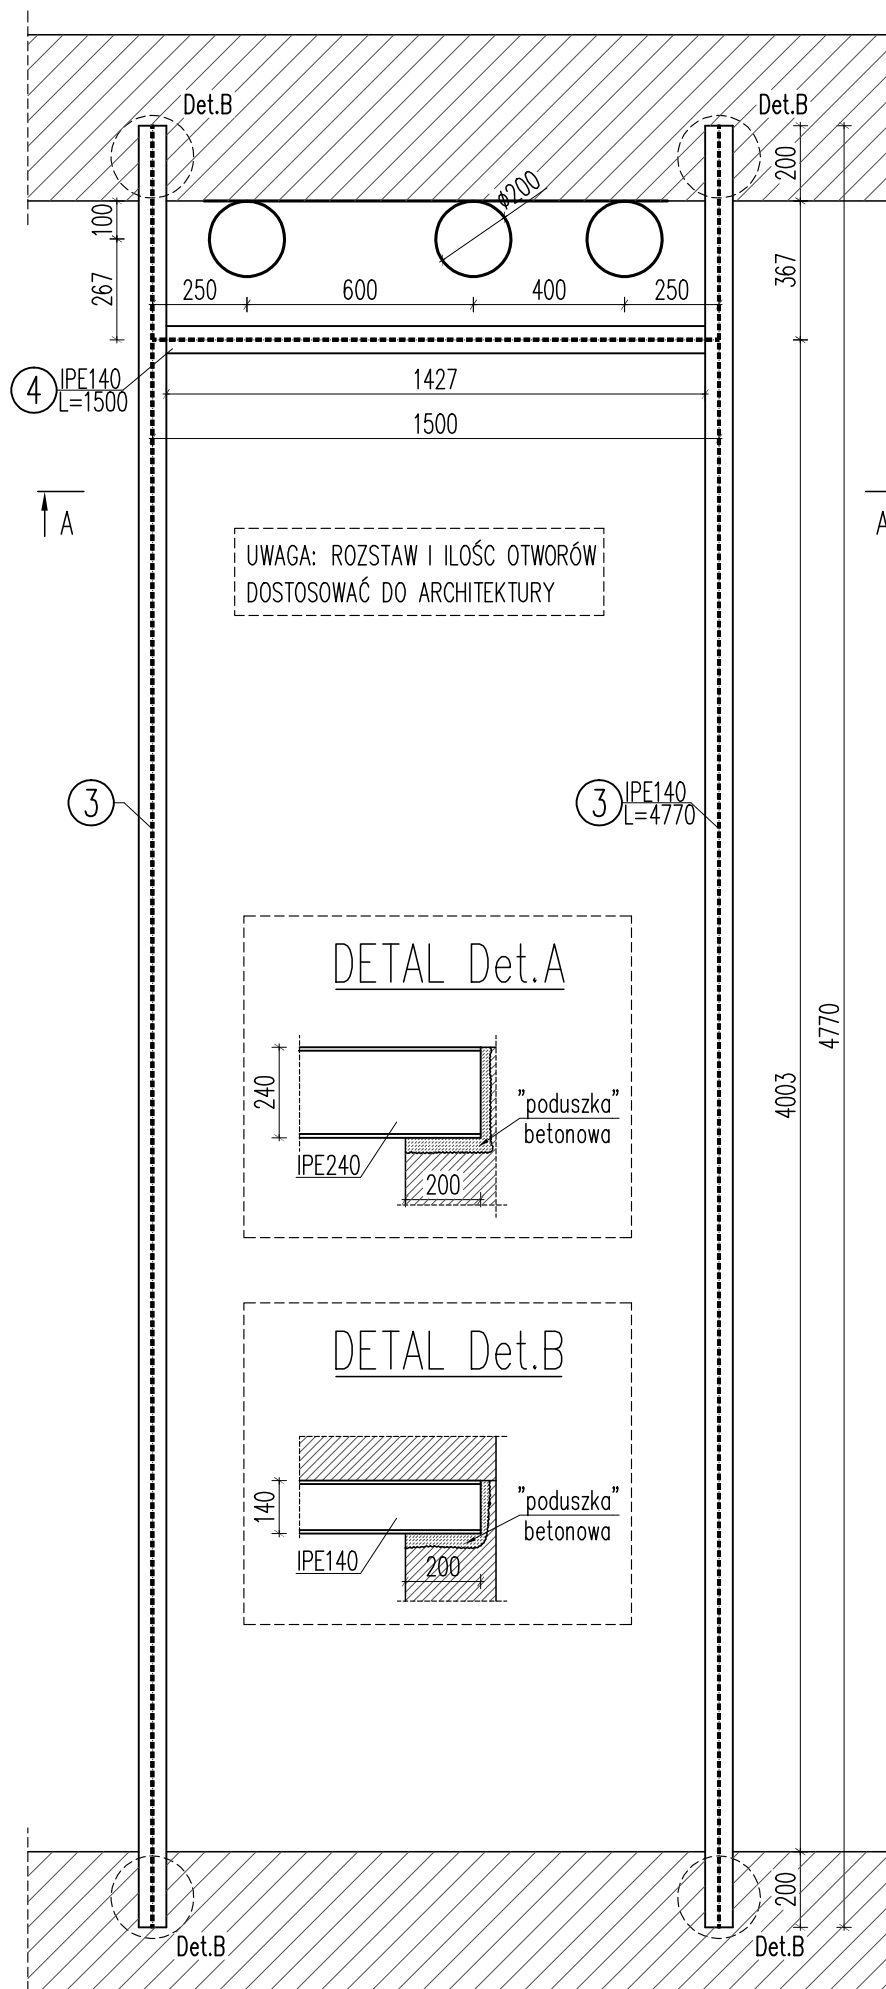 Det.B
Det.B
200
100
ø200
267
367
250
600
400
250
4
IPE140
L=1500
1427
1500
A
A
UWAGA: ROZSTAW I ILOŚC OTWORÓW
DOSTOSOWAĆ DO ARCHITEKTURY
3
3
IPE140
L=4770
DETAL Det.A
4770
4003
240
"poduszka"
betonowa
IPE240
200
DETAL Det.B
140
"poduszka"
betonowa
IPE140
200
200
Det.B
Det.B